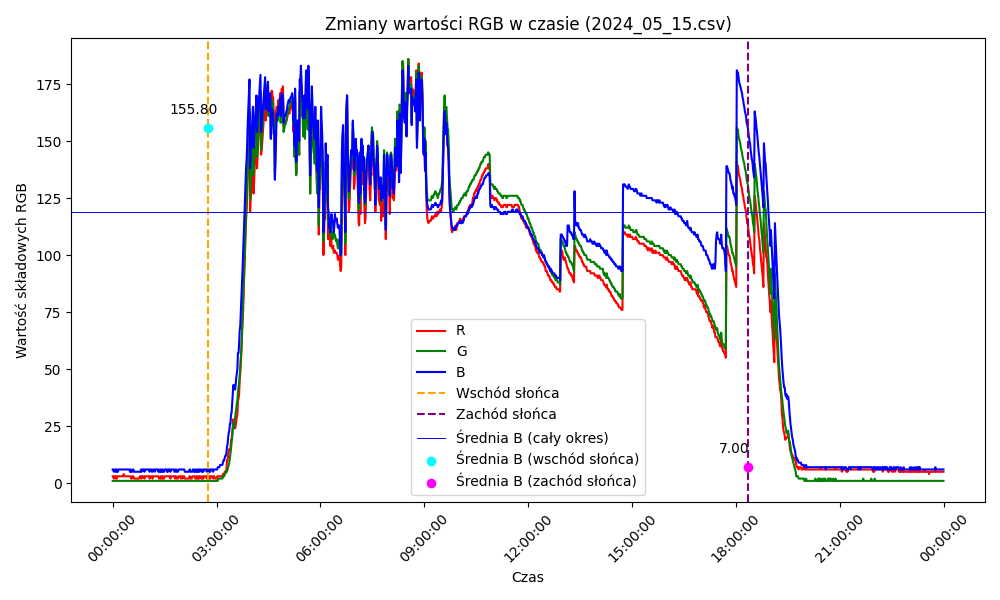 Zmiany wartości RGB w czasie (2024_05_15.csv)
Wartość składowych RGB
175
150
125
100
75
50
25
0
155.80
7.00
R
G
B
Wschód słońca
Zachód słońca
Średnia B (cały okres)
Średnia B (wschód słońca)
Średnia B (zachód słońca)
00:00:00
03:00:00
06:00:00
09:00:00
12:00:00
15:00:00
18:00:00
21:00:00
00:00:00
Czas